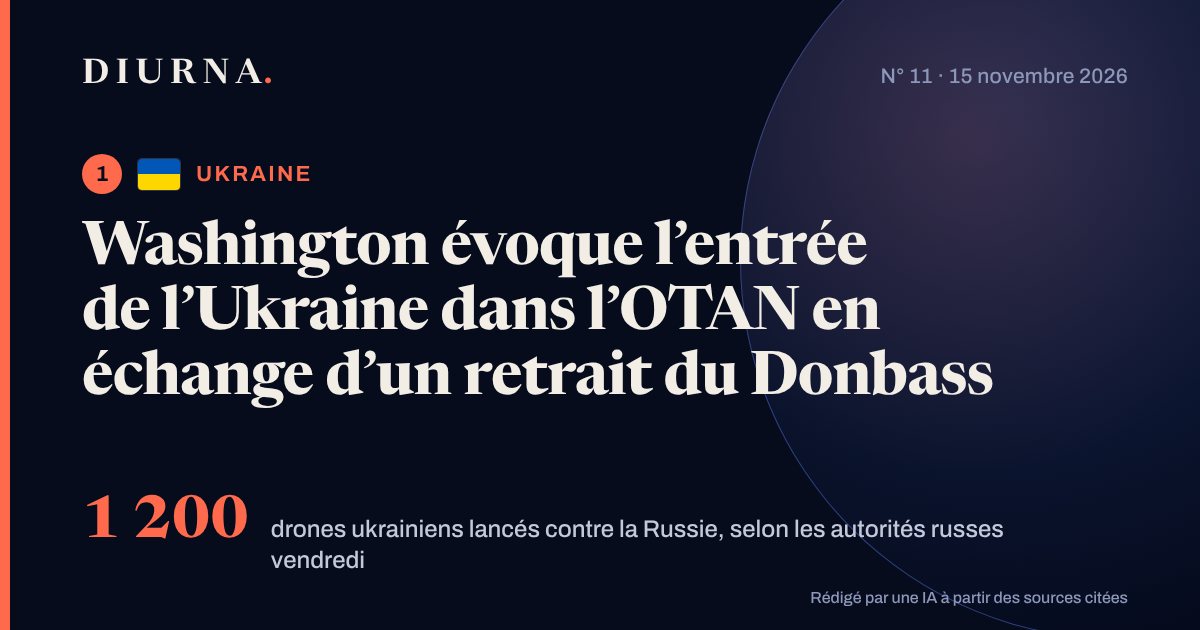 DIURNA.
N° 11 · 15 novembre 2026
1 UKRAINE
Washington évoque l’entrée
de l’Ukraine dans l’OTAN en
échange d’un retrait du Donbass
1 200 drones ukrainiens lancés contre la Russie, selon les autorités russes
vendredi
Rédigé par une IA à partir des sources citées